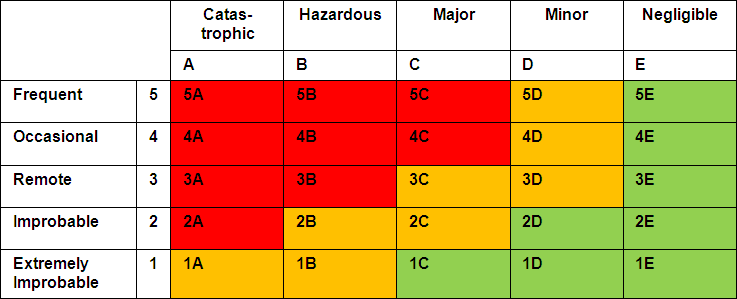 Catas-
trophic Hazardous Major Minor Negligible
A B C D E
Frequent 5 5A 5B 5C 5D 5E
Occasional 4 4A 4B 4C 4D 4E
Remote 3 3A 3B 3C 3D 3E
Improbable 2 2A 2B 2C 2D 2E
Extremely
Improbable 1 1A 1B 1C 1D 1E